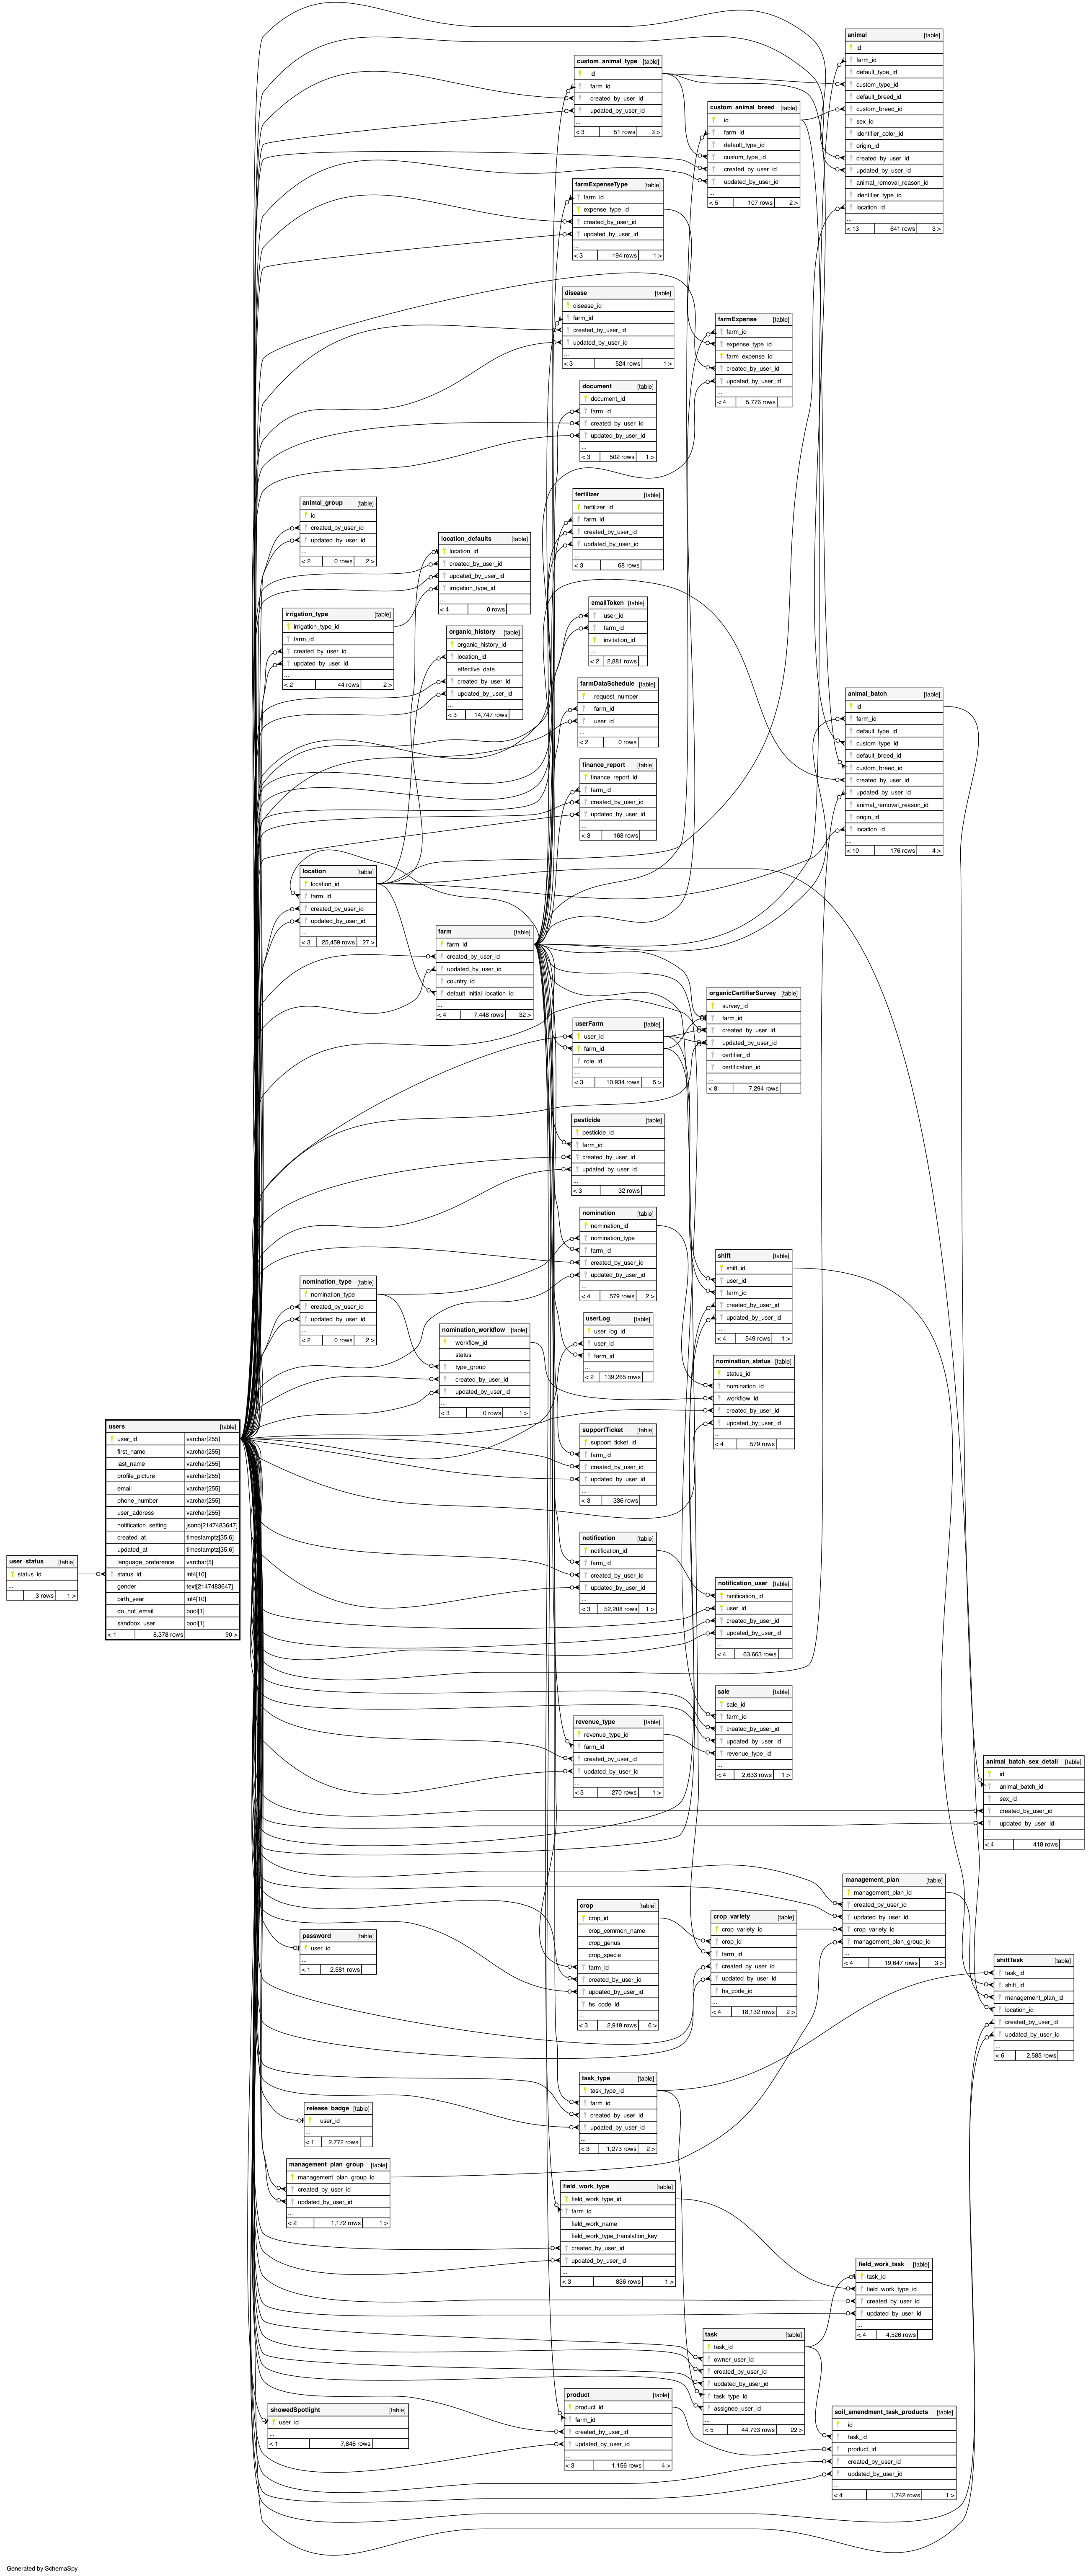 animal [table]
id
farm_id
default_type_id
custom_type_id
default_breed_id
custom_breed_id
sex_id
identifier_color_id
origin_id
created_by_user_id
updated_by_user_id
animal_removal_reason_id
identifier_type_id
location_id
...
< 13 641 rows 3 >
custom_animal_type [table]
id
farm_id
created_by_user_id
updated_by_user_id
...
< 3 51 rows 3 >
custom_animal_breed [table]
id
farm_id
default_type_id
custom_type_id
created_by_user_id
updated_by_user_id
...
< 5 107 rows 2 >
farmExpenseType [table]
farm_id
expense_type_id
created_by_user_id
updated_by_user_id
...
< 3 194 rows 1 >
disease [table]
disease_id
farm_id
created_by_user_id
updated_by_user_id
...
< 3 524 rows 1 >
farmExpense [table]
farm_id
expense_type_id
farm_expense_id
created_by_user_id
updated_by_user_id
...
< 4 5,776 rows
document [table]
document_id
farm_id
created_by_user_id
updated_by_user_id
...
< 3 502 rows 1 >
fertilizer [table]
fertilizer_id
farm_id
created_by_user_id
updated_by_user_id
...
< 3 68 rows
animal_group [table]
id
created_by_user_id
updated_by_user_id
...
< 2 0 rows 2 >
location_defaults [table]
location_id
created_by_user_id
updated_by_user_id
irrigation_type_id
...
< 4 0 rows
emailToken [table]
user_id
farm_id
invitation_id
...
< 2 2,881 rows
irrigation_type [table]
irrigation_type_id
farm_id
created_by_user_id
updated_by_user_id
...
< 2 44 rows 2 >
organic_history [table]
organic_history_id
location_id
effective_date
created_by_user_id
updated_by_user_id
...
< 3 14,747 rows
farmDataSchedule [table]
request_number
farm_id
user_id
...
< 2 0 rows
animal_batch [table]
id
farm_id
default_type_id
custom_type_id
default_breed_id
custom_breed_id
created_by_user_id
updated_by_user_id
animal_removal_reason_id
origin_id
location_id
...
< 10 176 rows 4 >
finance_report [table]
finance_report_id
farm_id
created_by_user_id
updated_by_user_id
...
< 3 168 rows
location [table]
location_id
farm_id
created_by_user_id
updated_by_user_id
...
< 3 25,459 rows 27 >
farm [table]
farm_id
created_by_user_id
updated_by_user_id
country_id
default_initial_location_id
...
< 4 7,448 rows 32 >
organicCertifierSurvey [table]
survey_id
farm_id
created_by_user_id
updated_by_user_id
certifier_id
certification_id
...
< 8 7,294 rows
userFarm [table]
user_id
farm_id
role_id
...
< 3 10,934 rows 5 >
pesticide [table]
pesticide_id
farm_id
created_by_user_id
updated_by_user_id
...
< 3 32 rows
nomination [table]
nomination_id
nomination_type
farm_id
created_by_user_id
updated_by_user_id
...
< 4 579 rows 2 >
shift [table]
shift_id
user_id
farm_id
created_by_user_id
updated_by_user_id
...
< 4 549 rows 1 >
nomination_type [table]
nomination_type
created_by_user_id
updated_by_user_id
...
< 2 0 rows 2 >
nomination_workflow [table]
workflow_id
status
type_group
created_by_user_id
updated_by_user_id
...
< 3 0 rows 1 >
userLog [table]
user_log_id
user_id
farm_id
...
< 2 139,265 rows
nomination_status [table]
status_id
nomination_id
workflow_id
created_by_user_id
updated_by_user_id
...
< 4 579 rows
users [table]
user_id varchar[255]
first_name varchar[255]
last_name varchar[255]
profile_picture varchar[255]
email varchar[255]
phone_number varchar[255]
user_address varchar[255]
notification_setting jsonb[2147483647]
created_at timestamptz[35,6]
updated_at timestamptz[35,6]
language_preference varchar[5]
status_id int4[10]
gender text[2147483647]
birth_year int4[10]
do_not_email bool[1]
sandbox_user bool[1]
< 1 8,378 rows 90 >
user_status [table]
status_id
...
3 rows 1 >
supportTicket [table]
support_ticket_id
farm_id
created_by_user_id
updated_by_user_id
...
< 3 336 rows
notification [table]
notification_id
farm_id
created_by_user_id
updated_by_user_id
...
< 3 52,208 rows 1 >
notification_user [table]
notification_id
user_id
created_by_user_id
updated_by_user_id
...
< 4 63,663 rows
sale [table]
sale_id
farm_id
created_by_user_id
updated_by_user_id
revenue_type_id
...
< 4 2,633 rows 1 >
revenue_type [table]
revenue_type_id
farm_id
created_by_user_id
updated_by_user_id
...
< 3 270 rows 1 >
animal_batch_sex_detail [table]
id
animal_batch_id
sex_id
created_by_user_id
updated_by_user_id
...
< 4 418 rows
management_plan [table]
management_plan_id
created_by_user_id
updated_by_user_id
crop_variety_id
management_plan_group_id
...
< 4 19,647 rows 3 >
crop [table]
crop_id
crop_common_name
crop_genus
crop_specie
farm_id
created_by_user_id
updated_by_user_id
hs_code_id
...
< 3 2,919 rows 6 >
crop_variety [table]
crop_variety_id
crop_id
farm_id
created_by_user_id
updated_by_user_id
hs_code_id
...
< 4 18,132 rows 2 >
password [table]
user_id
...
< 1 2,581 rows
shiftTask [table]
task_id
shift_id
management_plan_id
location_id
created_by_user_id
updated_by_user_id
...
< 6 2,585 rows
task_type [table]
task_type_id
farm_id
created_by_user_id
updated_by_user_id
...
< 3 1,273 rows 2 >
release_badge [table]
user_id
...
< 1 2,772 rows
management_plan_group [table]
management_plan_group_id
created_by_user_id
updated_by_user_id
...
< 2 1,172 rows 1 >
field_work_type [table]
field_work_type_id
farm_id
field_work_name
field_work_type_translation_key
created_by_user_id
updated_by_user_id
...
< 3 836 rows 1 >
field_work_task [table]
task_id
field_work_type_id
created_by_user_id
updated_by_user_id
...
< 4 4,526 rows
task [table]
task_id
owner_user_id
created_by_user_id
updated_by_user_id
task_type_id
assignee_user_id
...
< 5 44,793 rows 22 >
product [table]
product_id
farm_id
created_by_user_id
updated_by_user_id
...
< 3 1,156 rows 4 >
showedSpotlight [table]
user_id
...
< 1 7,846 rows
soil_amendment_task_products [table]
id
task_id
product_id
created_by_user_id
updated_by_user_id
...
< 4 1,742 rows 1 >
Generated by SchemaSpy